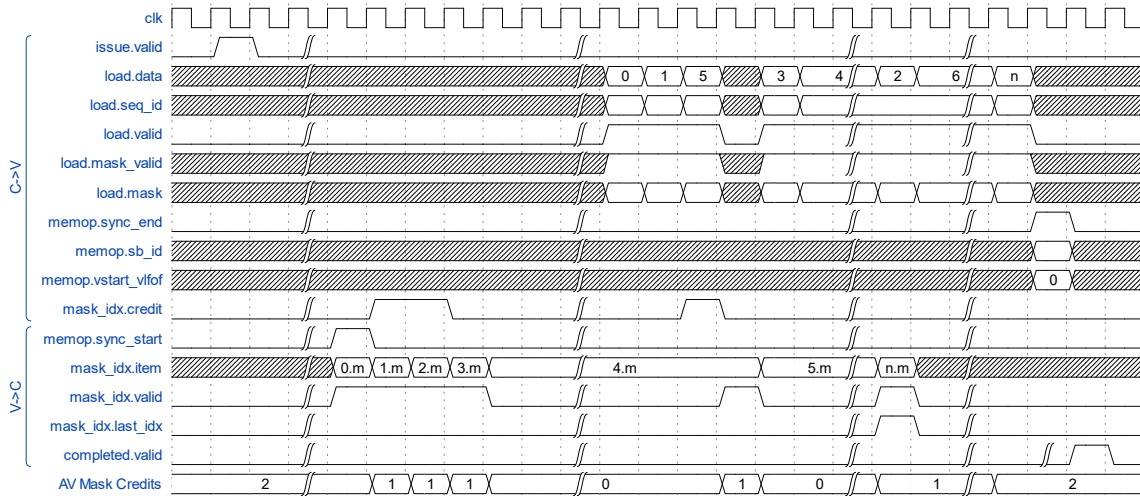 clk
issue.valid
load.data 0 1 5 3 4 2 6 n
load.seq_id
load.valid
load.mask_valid
load.mask
memop.sync_end
memop.sb_id
memop.vstart_vlfof 0
mask_idx.credit
C->V
memop.sync_start
mask_idx.item 0.m 1.m 2.m 3.m 4.m 5.m n.m
mask_idx.valid
mask_idx.last_idx
completed.valid
V->C
AV Mask Credits 2 1 1 1 0 1 0 1 2